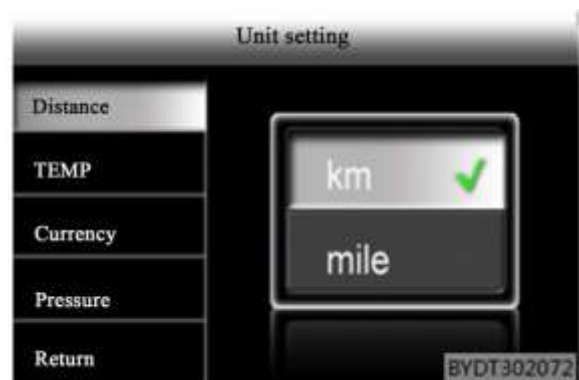 Unit setting
Distance
TEMP
Currency
Pressure
Return
km
mile
BYDT302072